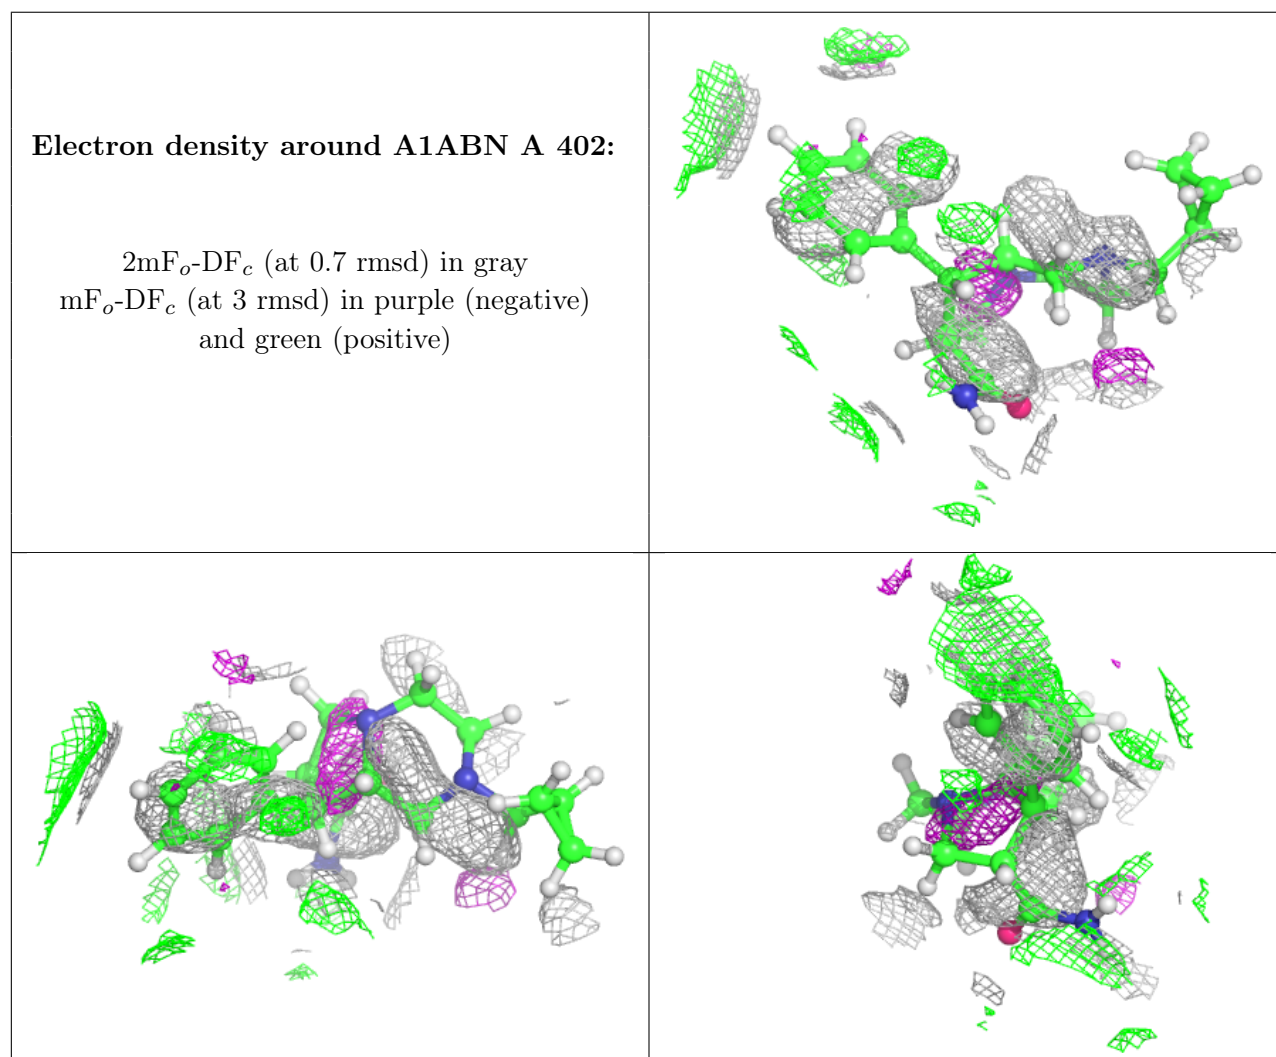 Electron density around A1ABN A 402:
2mFo-DFc (at 0.7 rmsd) in gray
mFo-DFc (at 3 rmsd) in purple (negative)
and green (positive)